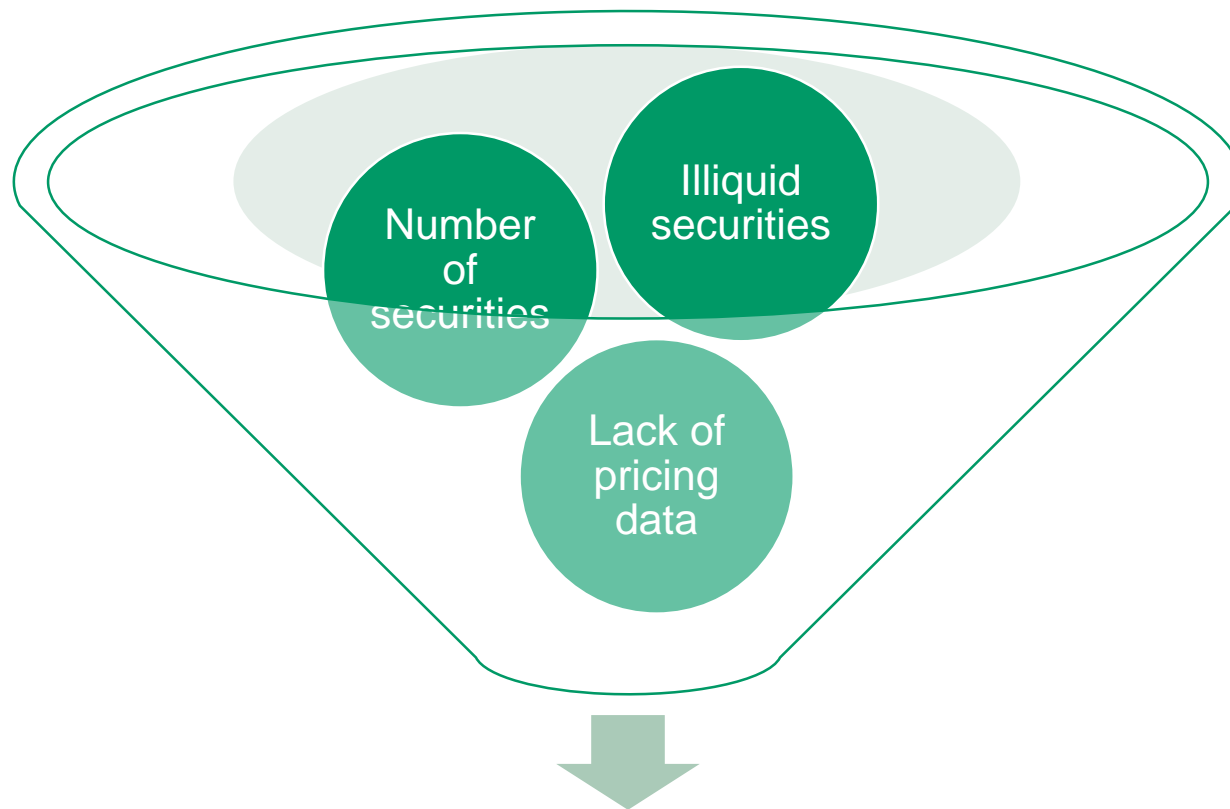 Number
of
securities
Illiquid
securities
Lack of
pricing
data